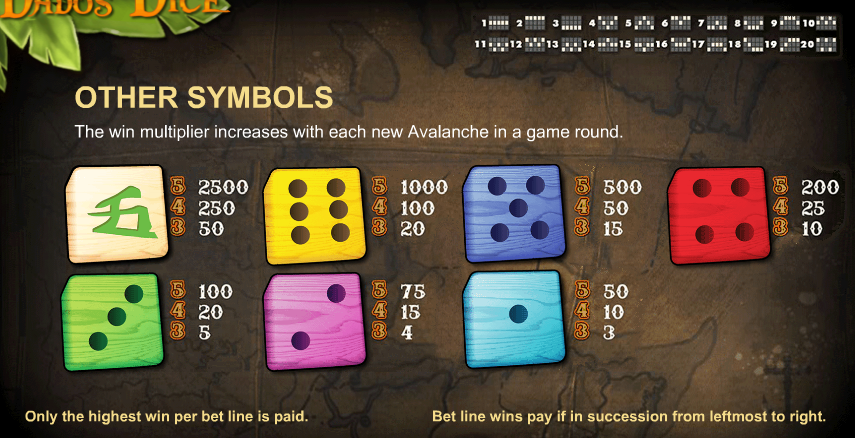 DADOS DICE
1 2 3 4 5 6 7 8 9 10
11 12 13 14 15 16 17 18 19 20
OTHER SYMBOLS
The win multiplier increases with each new Avalanche in a game round.
5 2500 5 1000 5 500 5 200
4 250 4 100 4 50 4 25
3 50 3 20 3 15 3 10
五
5 100 5 75 5 50
4 20 4 15 4 10
3 5 3 4 3 3
Only the highest win per bet line is paid. Bet line wins pay if in succession from leftmost to right.